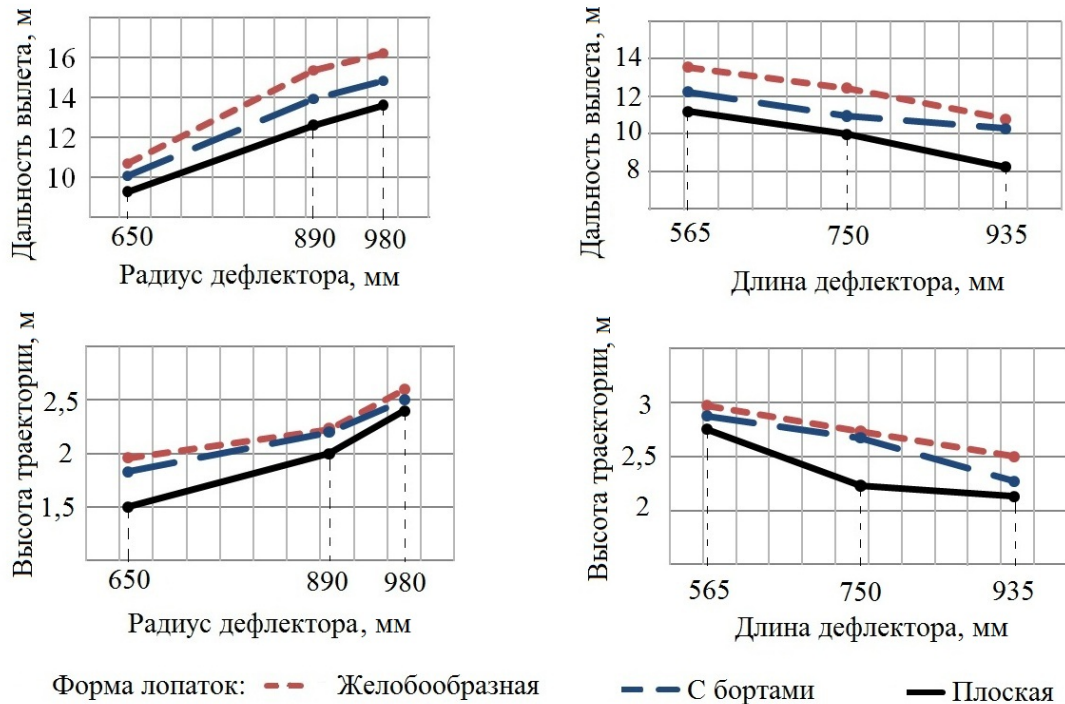 Дальность вылета, м
16
14
12
10
650
890
980
Радиус дефлектора, мм
Дальность вылета, м
14
12
10
8
565
750
935
Длина дефлектора, мм
Высота траектории, м
2,5
2
1,5
650
890
980
Радиус дефлектора, мм
Высота траектории, м
3
2,5
2
565
750
935
Длина дефлектора, мм
Форма лопаток: Желобообразная С бортами Плоская